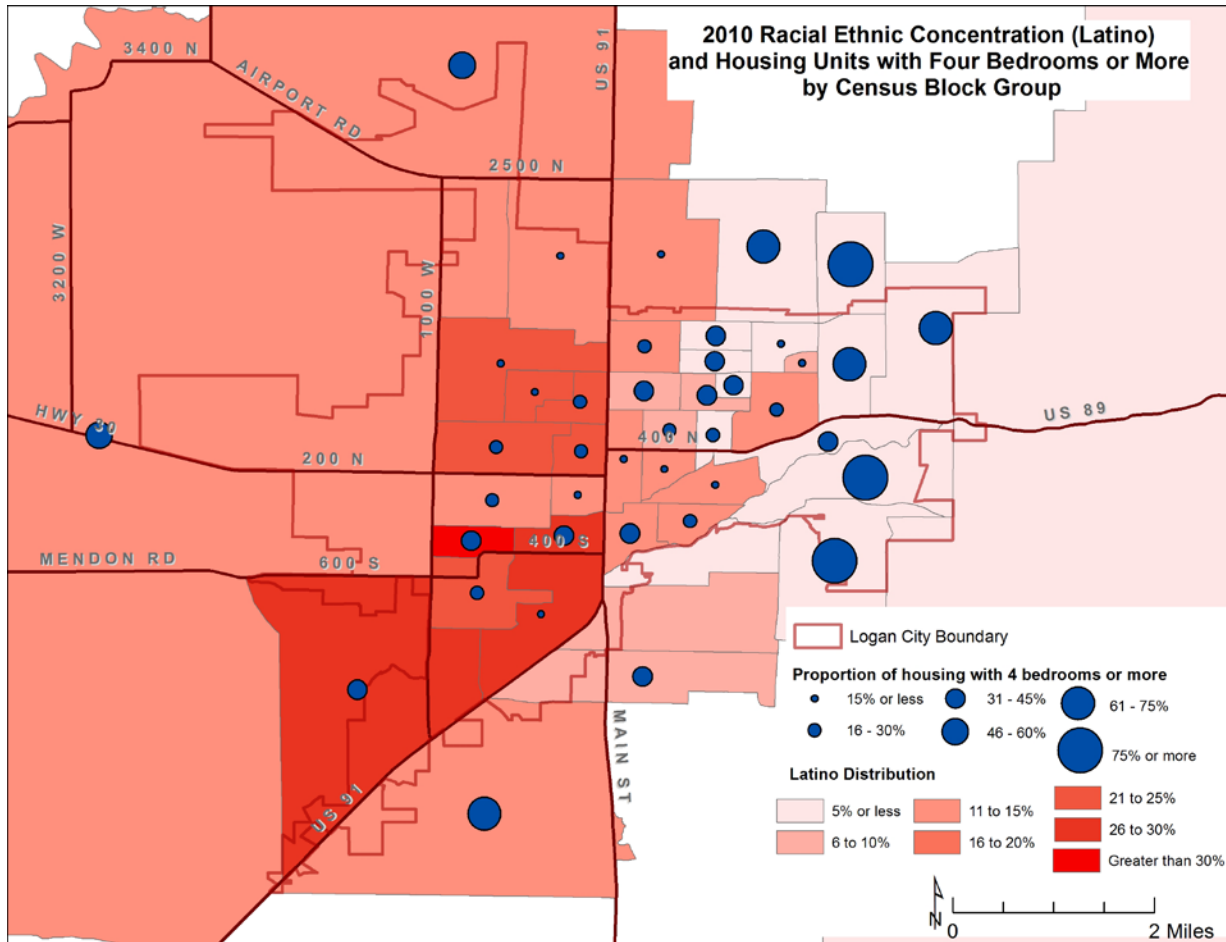 2010 Racial Ethnic Concentration (Latino)
and Housing Units with Four Bedrooms or More
by Census Block Group
3400 N
AIRPORT RD
US 91
2500 N
3200 W
1000 W
HWY 30
200 N
400 N
US 89
MENDON RD
600 S
400 S
US 91
MAIN ST
Logan City Boundary
Proportion of housing with 4 bedrooms or more
15% or less
31 - 45%
61 - 75%
16 - 30%
46 - 60%
75% or more
Latino Distribution
5% or less
11 to 15%
21 to 25%
6 to 10%
16 to 20%
26 to 30%
Greater than 30%
N
0 2 Miles